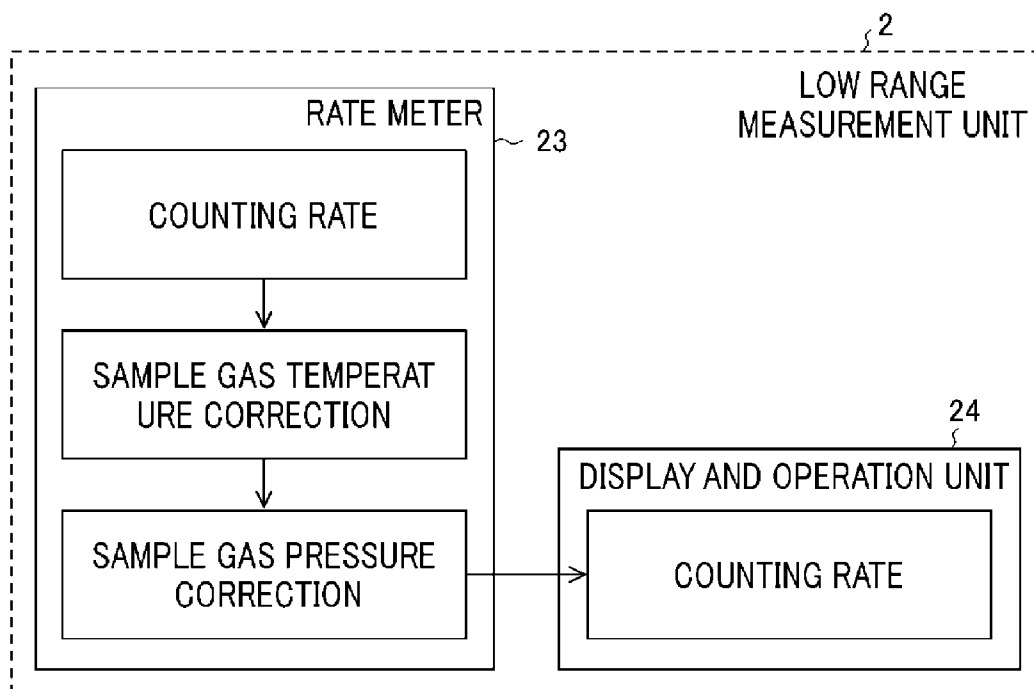 2
LOW RANGE
MEASUREMENT UNIT
RATE METER
23
COUNTING RATE
SAMPLE GAS TEMPERAT
URE CORRECTION
SAMPLE GAS PRESSURE
CORRECTION
24
DISPLAY AND OPERATION UNIT
COUNTING RATE